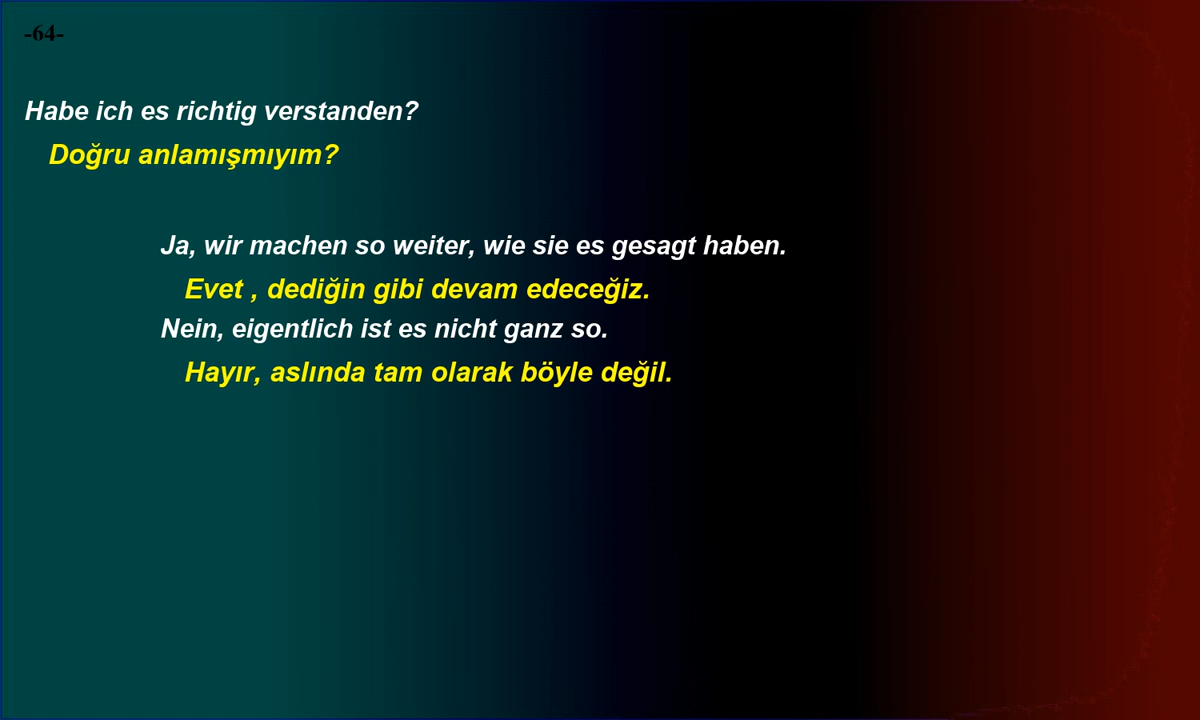 -64-
Habe ich es richtig verstanden?
Doğru anlamışmıyım?
Ja, wir machen so weiter, wie sie es gesagt haben.
Evet , dediğin gibi devam edeceğiz.
Nein, eigentlich ist es nicht ganz so.
Hayır, aslında tam olarak böyle değil.